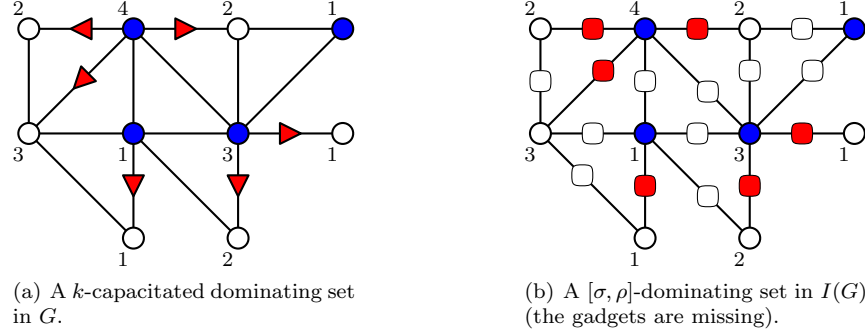 2 4 2 1
3 1 3 1
1 2
(a) A k-capacitated dominating set
in G.
2 4 2 1
3 1 3 1
1 2
(b) A [σ, ρ]-dominating set in I(G)
(the gadgets are missing).